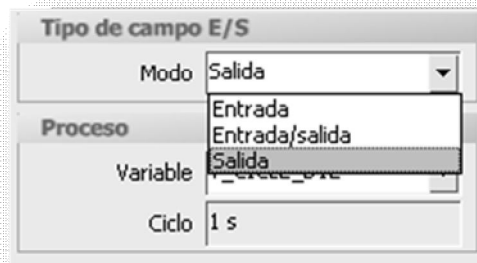 Tipo de campo E/S
Modo Salida
Entrada
Entrada/salida
Proceso
Salida
Variable
Ciclo 1 s